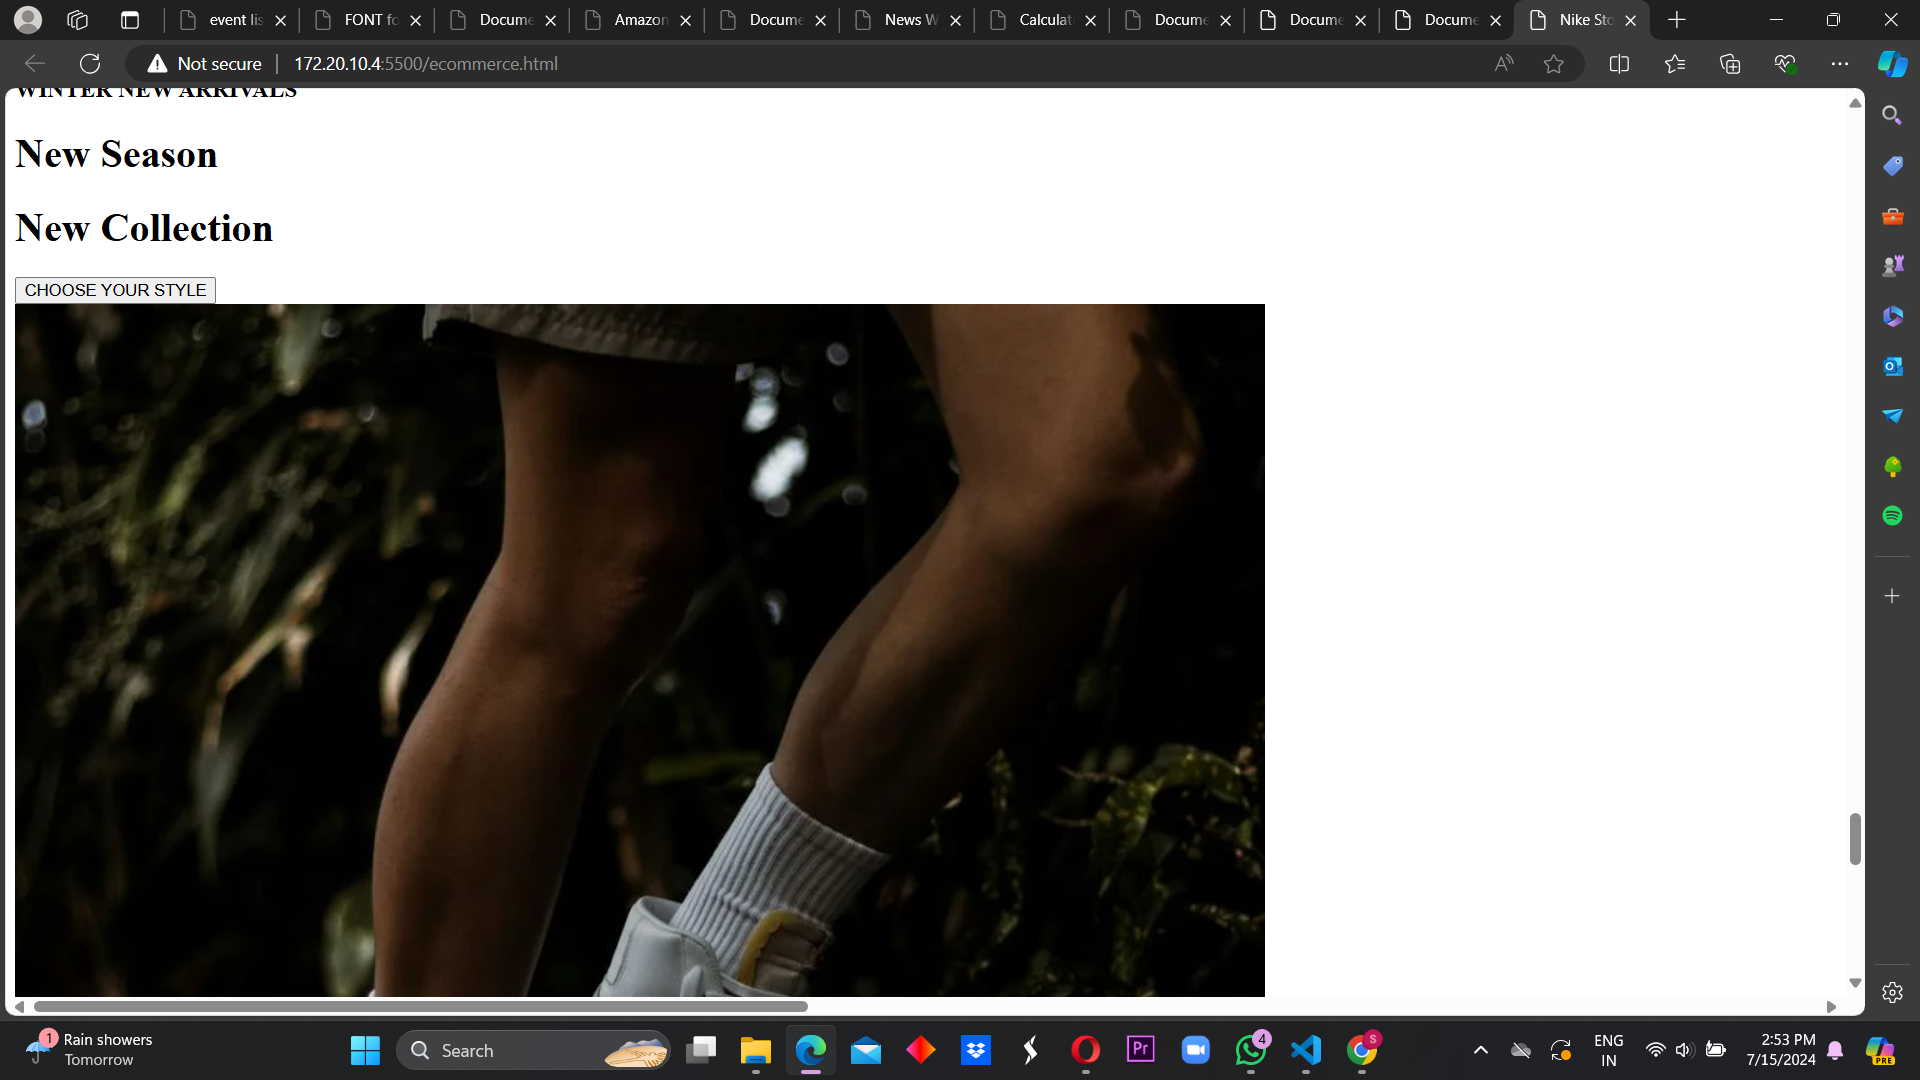 event lis
FONT fo
Docume
Amazon
Docume
News W
Calculat
Docume
Docume
Docume
Nike Sto
Not secure
172.20.10.4:5500/ecommerce.html
WINTER NEW ARRIVALS
New Season
New Collection
CHOOSE YOUR STYLE
1
Rain showers
Tomorrow
Search
Pr
4
S
ENG
IN
2:53 PM
7/15/2024
PRE